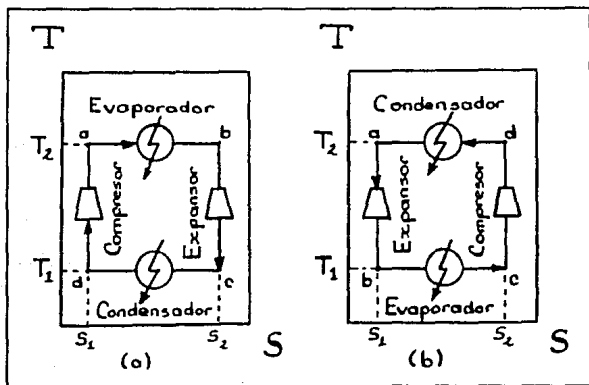 T
Evaporador
T₂
a
b
Compresor
Expansor
T₁
d
c
Condensador
S₁
S₂
(a)
S
T
Condensador
a
d
Expansor
Compresor
T₁
b
c
Evaporador
S₁
S₂
(b)
S
T₂